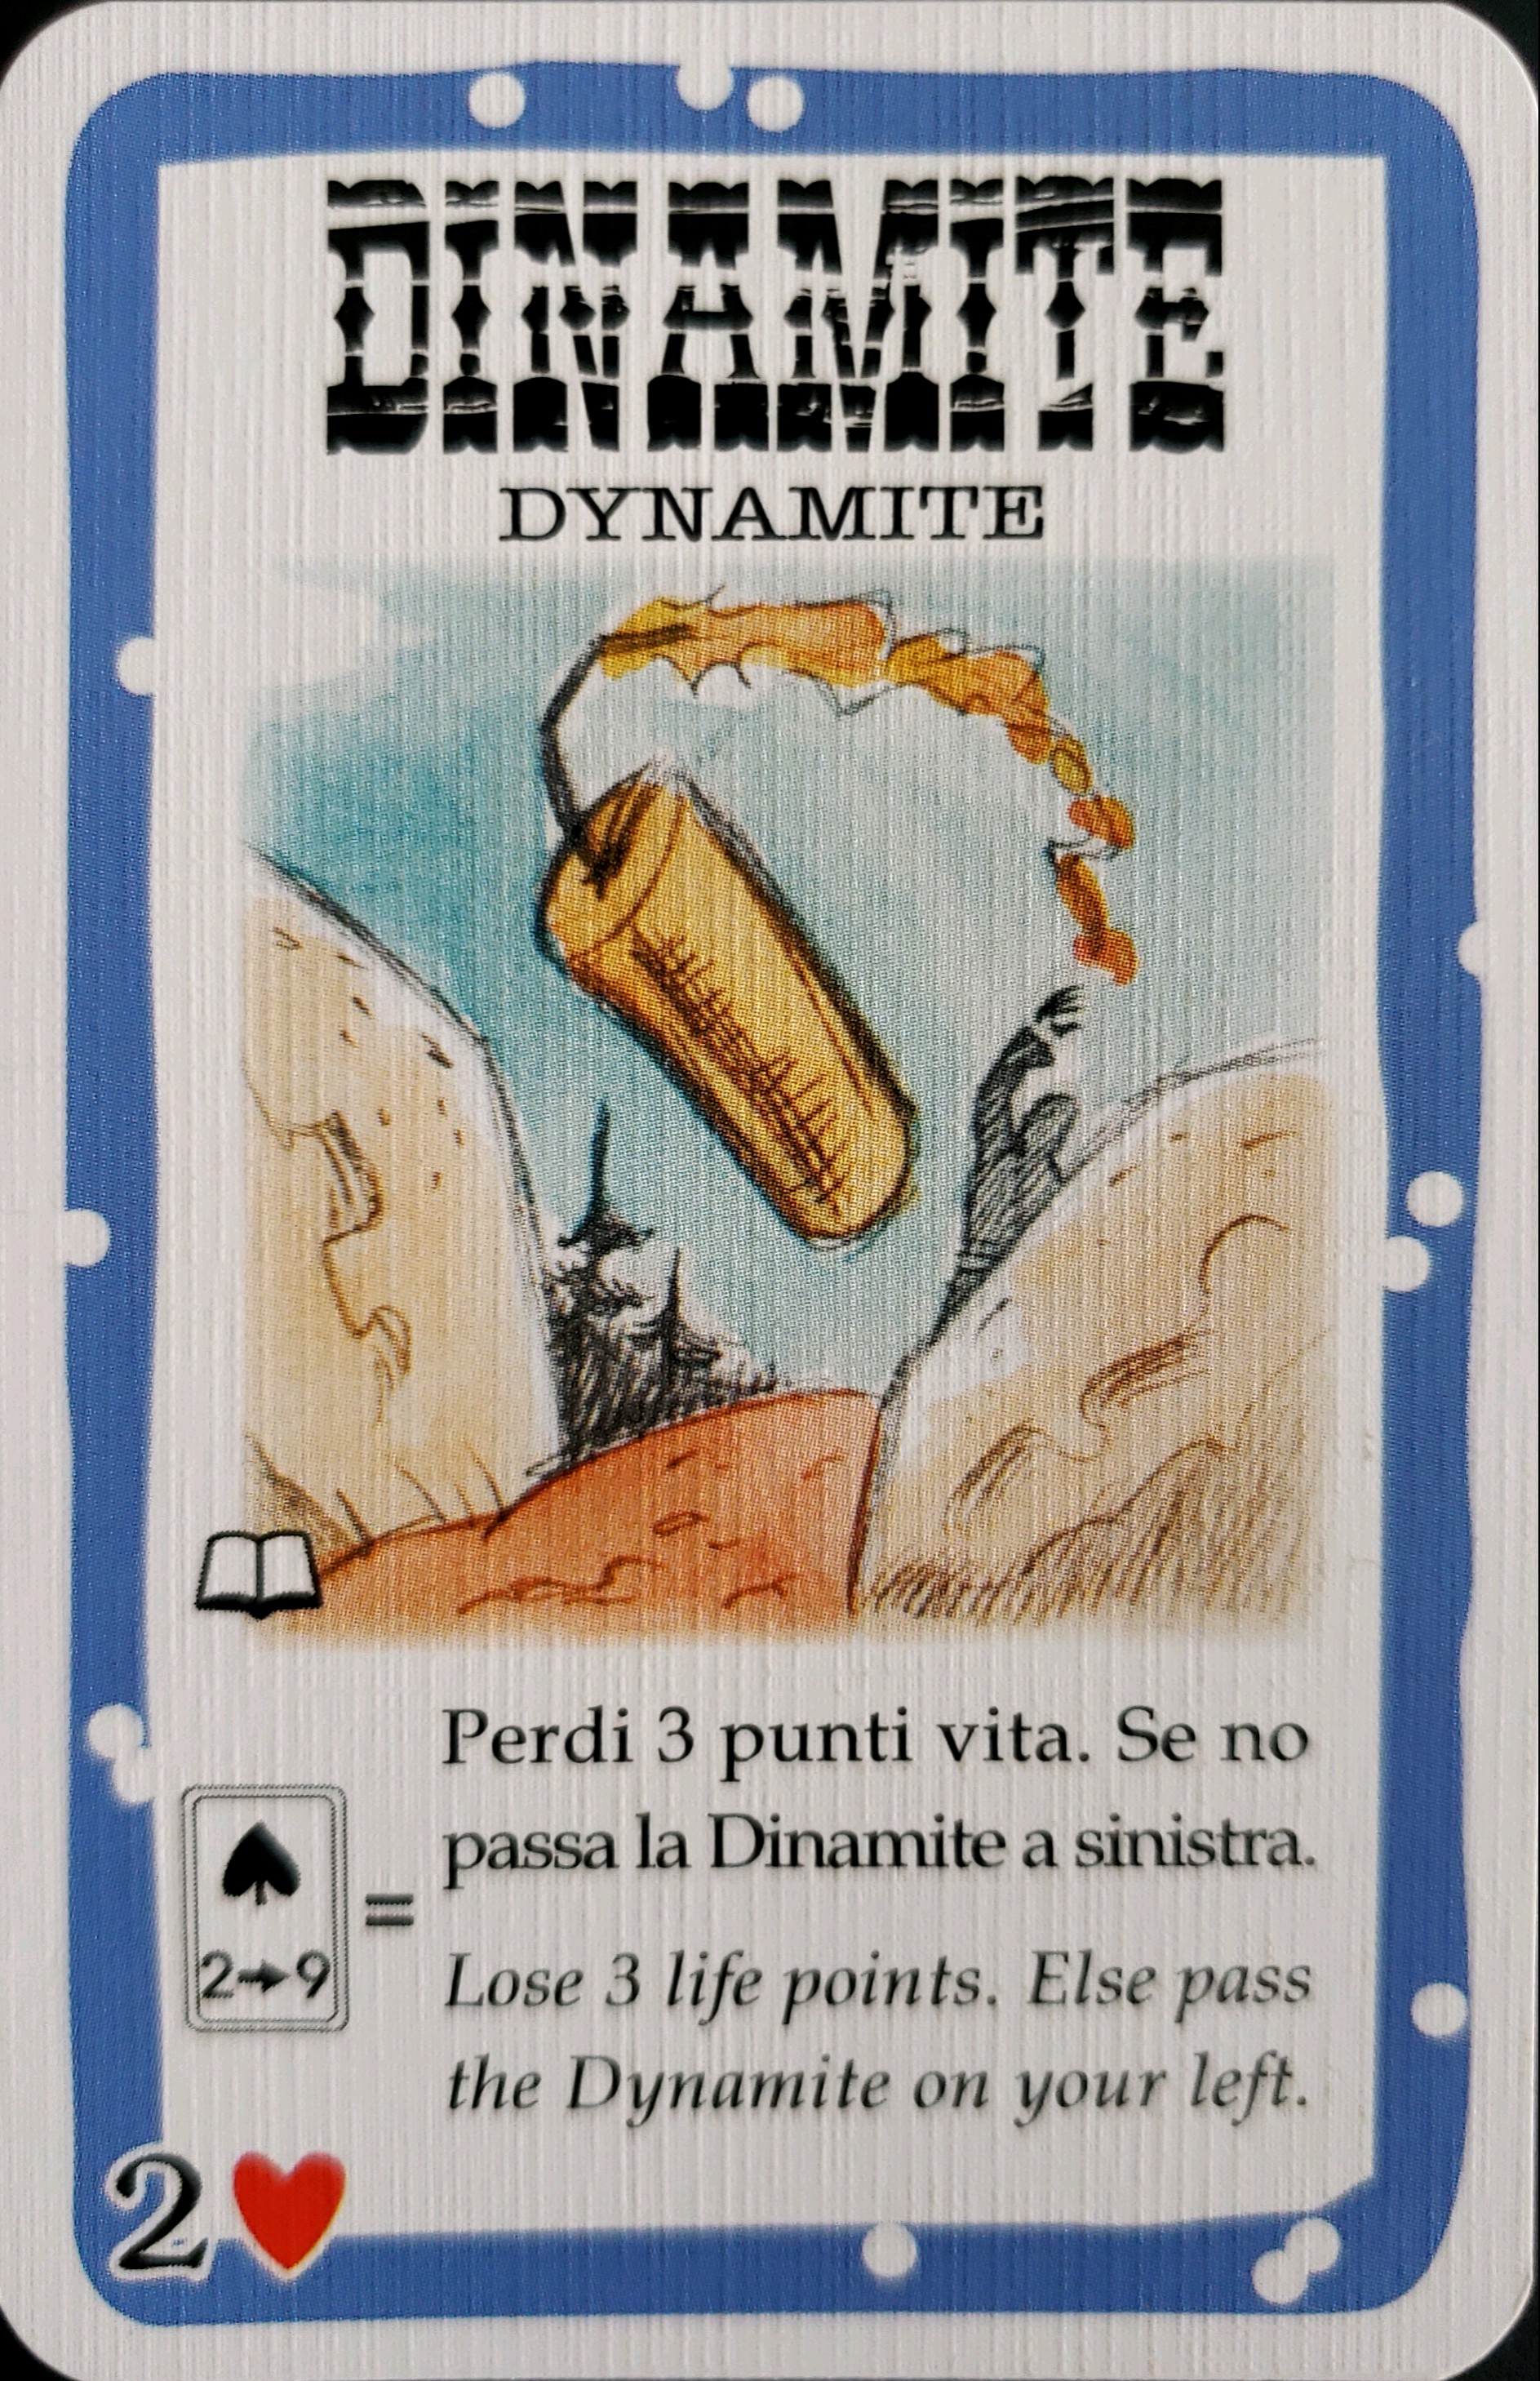 DINAMITE
DYNAMITE
Perdi 3 punti vita. Se no
passa la Dinamite a sinistra.
♠
2→9
=
Lose 3 life points. Else pass
the Dynamite on your left.
2♥